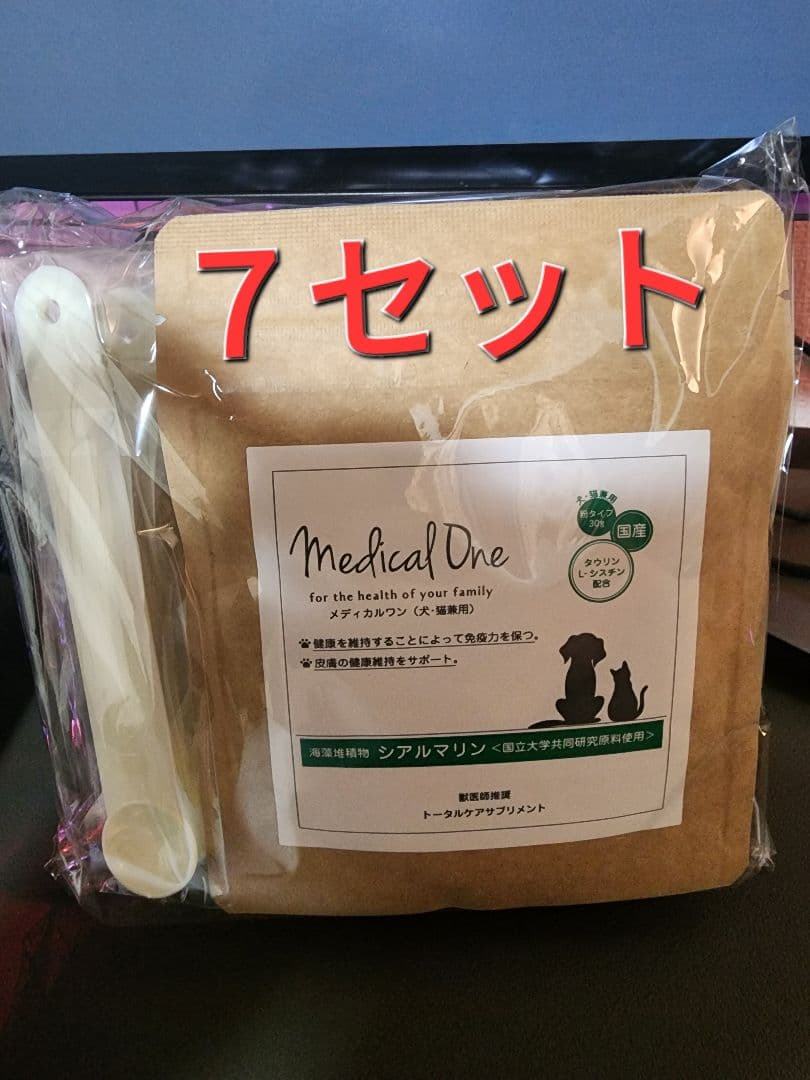 7セット
犬・猫兼用
粉タイプ
30g
国産
タウリン
L-シスチン
配合
Medical One
for the health of your family
メディカルワン（犬・猫兼用）
健康を維持することによって免疫力を保つ。
皮膚の健康維持をサポート。
海藻堆積物 シアルマリン＜国立大学共同研究原料使用＞
獣医師推奨
トータルケアサプリメント